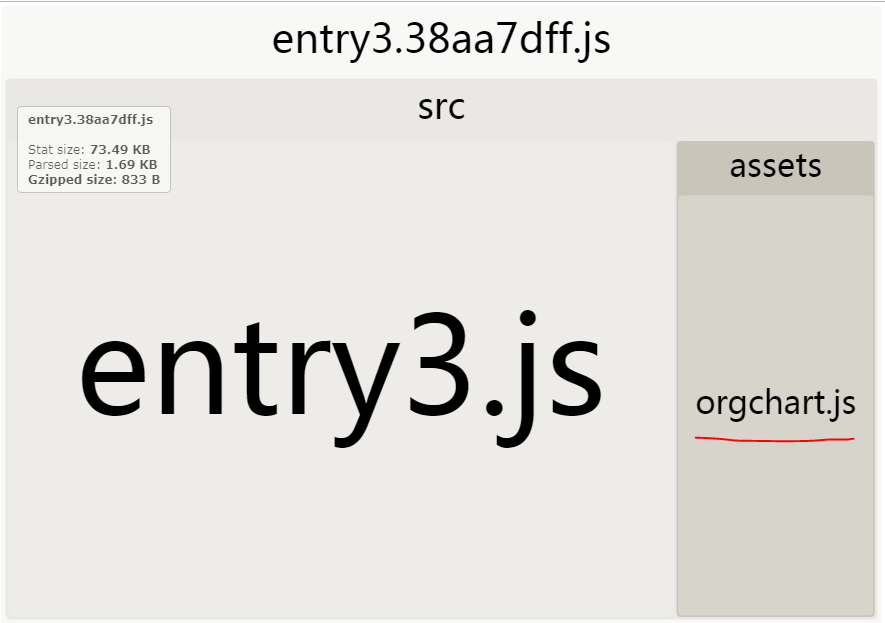 entry3.38aa7dff.js
src
entry3.38aa7dff.js
Stat size: 73.49 KB
Parsed size: 1.69 KB
Gzipped size: 833 B
assets
entry3.js
orgchart.js